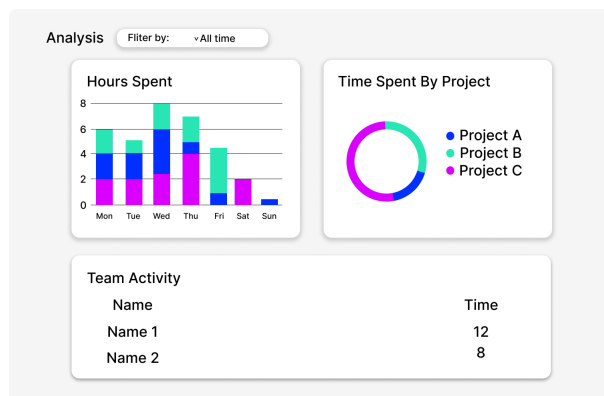 Analysis
Fliter by: v All time
Hours Spent
8
6
4
2
0
Mon Tue Wed Thu Fri Sat Sun
Time Spent By Project
Project A
Project B
Project C
Team Activity
Name Time
Name 1 12
Name 2 8